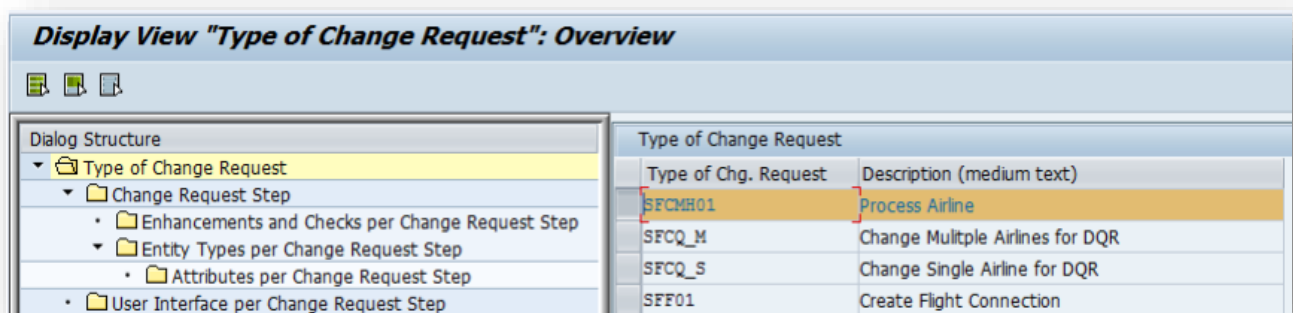 Display View "Type of Change Request": Overview
Dialog Structure
Type of Change Request
Change Request Step
Enhancements and Checks per Change Request Step
Entity Types per Change Request Step
Attributes per Change Request Step
User Interface per Change Request Step
Type of Change Request
Type of Chg. Request Description (medium text)
SFCMH01 Process Airline
SFCQ_M Change Mulitple Airlines for DQR
SFCQ_S Change Single Airline for DQR
SFF01 Create Flight Connection